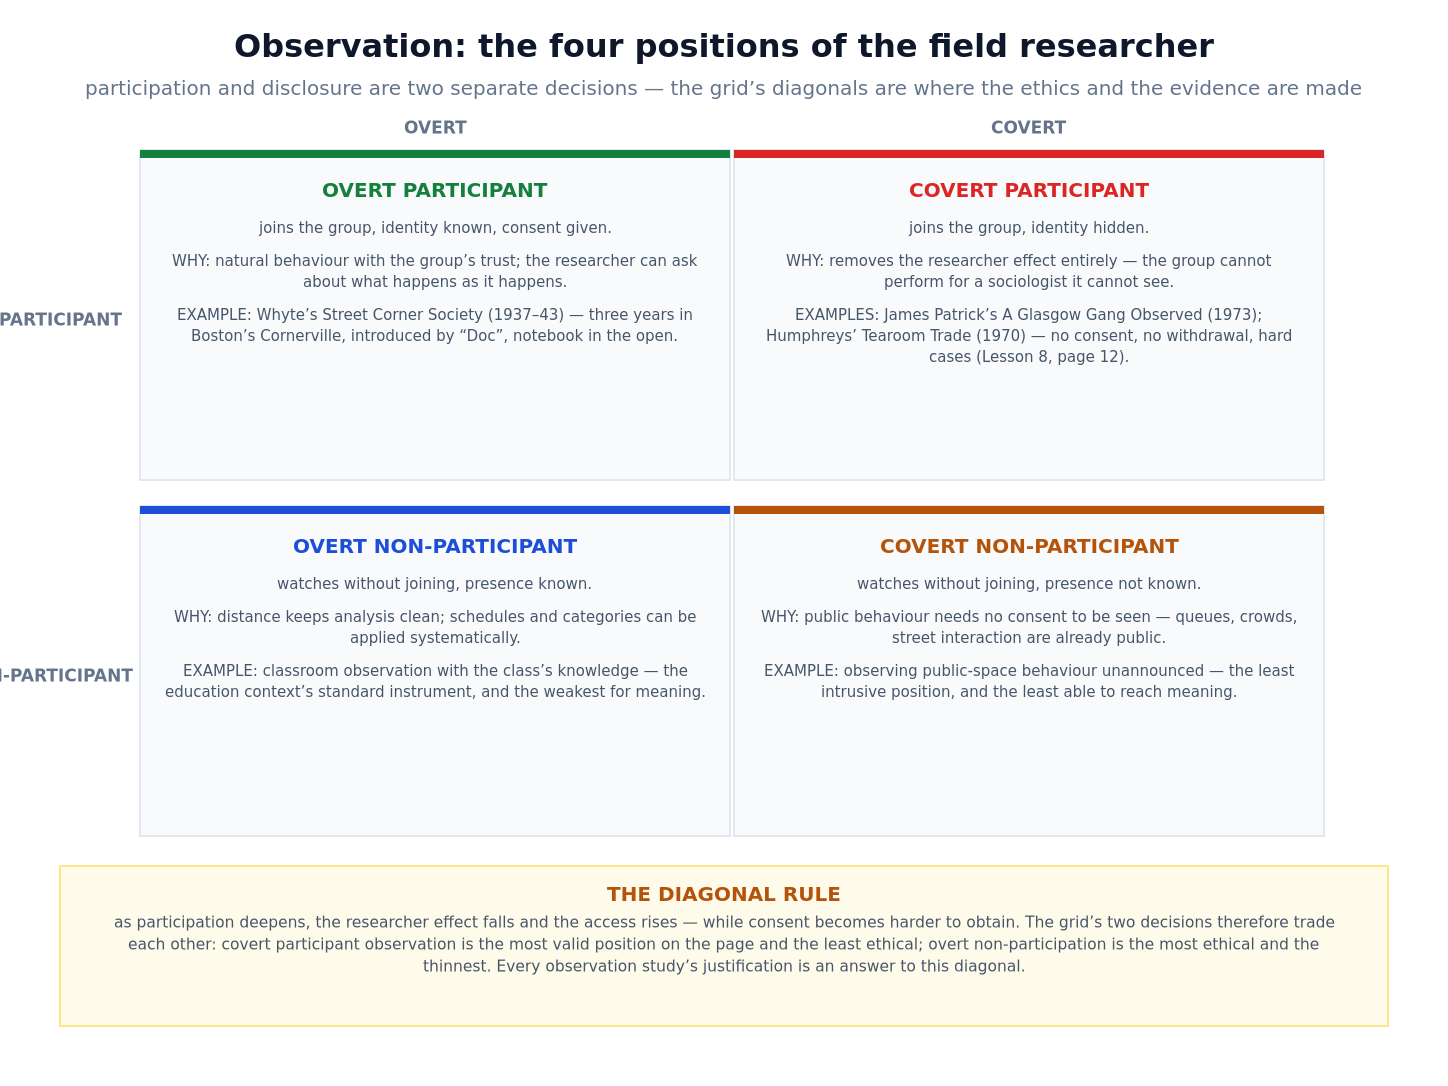 Observation: the four positions of the field researcher
participation and disclosure are two separate decisions — the grid’s diagonals are where the ethics and the evidence are made
OVERT
COVERT
PARTICIPANT
OVERT PARTICIPANT
joins the group, identity known, consent given.
WHY: natural behaviour with the group’s trust; the researcher can ask
about what happens as it happens.
EXAMPLE: Whyte’s Street Corner Society (1937–43) — three years in
Boston’s Cornerville, introduced by “Doc”, notebook in the open.
COVERT PARTICIPANT
joins the group, identity hidden.
WHY: removes the researcher effect entirely — the group cannot
perform for a sociologist it cannot see.
EXAMPLES: James Patrick’s A Glasgow Gang Observed (1973);
Humphreys’ Tearoom Trade (1970) — no consent, no withdrawal, hard
cases (Lesson 8, page 12).
-PARTICIPANT
OVERT NON-PARTICIPANT
watches without joining, presence known.
WHY: distance keeps analysis clean; schedules and categories can be
applied systematically.
EXAMPLE: classroom observation with the class’s knowledge — the
education context’s standard instrument, and the weakest for meaning.
COVERT NON-PARTICIPANT
watches without joining, presence not known.
WHY: public behaviour needs no consent to be seen — queues, crowds,
street interaction are already public.
EXAMPLE: observing public-space behaviour unannounced — the least
intrusive position, and the least able to reach meaning.
THE DIAGONAL RULE
as participation deepens, the researcher effect falls and the access rises — while consent becomes harder to obtain. The grid’s two decisions therefore trade
each other: covert participant observation is the most valid position on the page and the least ethical; overt non-participation is the most ethical and the
thinnest. Every observation study’s justification is an answer to this diagonal.